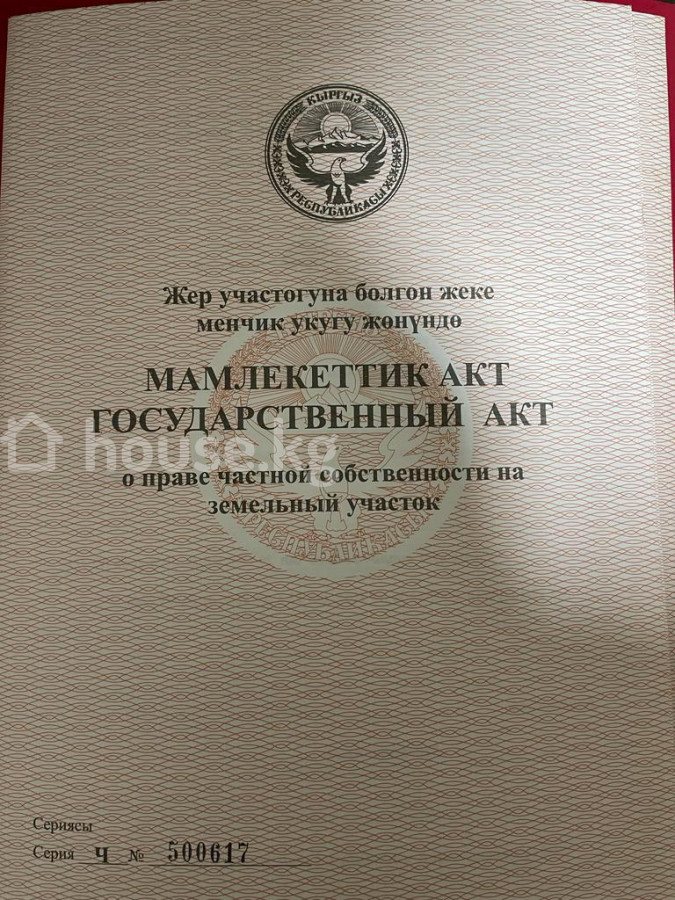 КЫРГЫЗ
РЕСПУБЛИКАСЫ
Жер участогуна болгон жеке
менчик укугу жөнүндө
МАМЛЕКЕТТИК АКТ
ГОСУДАРСТВЕННЫЙ АКТ
house.kg
о праве частной собственности на
земельный участок
РЕСПУБЛИКАСЫ
Сериясы
Серия Ч № 500617